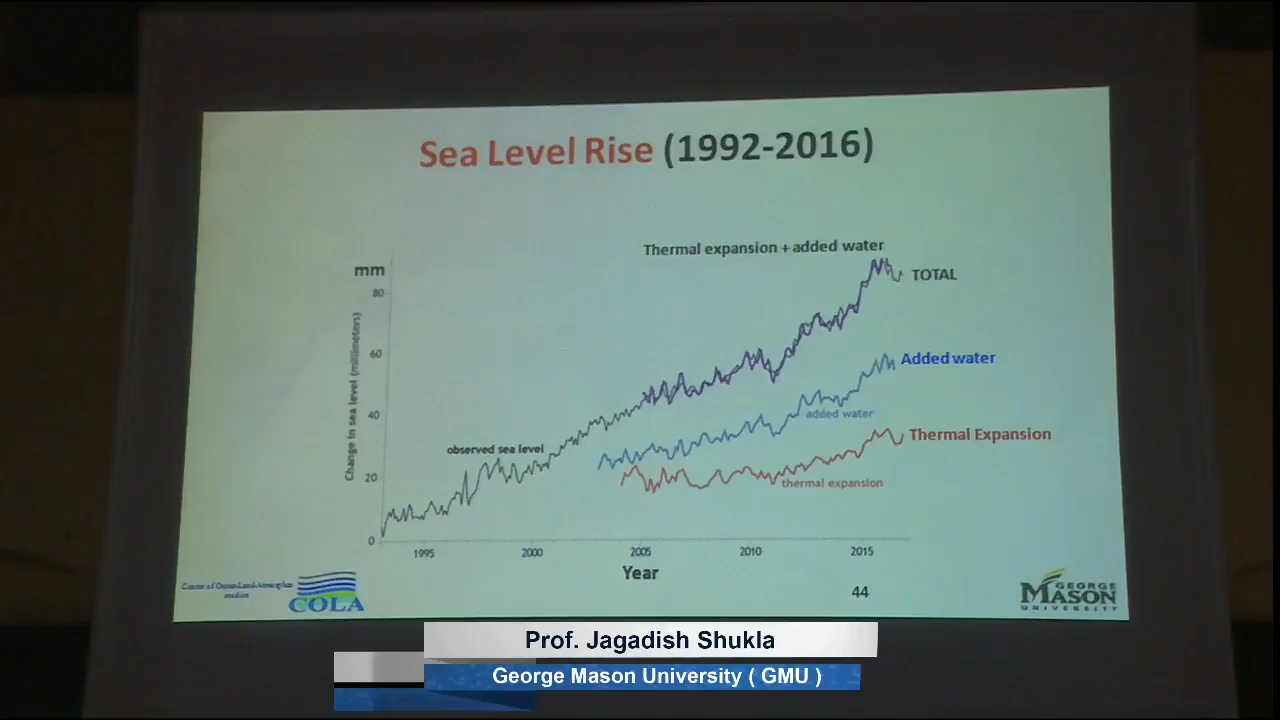 Sea Level Rise (1992-2016)
Thermal expansion + added water
mm
TOTAL
80
60
40
20
0
Change in sea level (millimeters)
Added water
added water
observed sea level
Thermal Expansion
thermal expansion
1995 2000 2005 2010 2015
Year
44
Center of Ocean-Land-Atmosphere
studies
COLA
GEORGE
MASON
UNIVERSITY
Prof. Jagadish Shukla
George Mason University ( GMU )